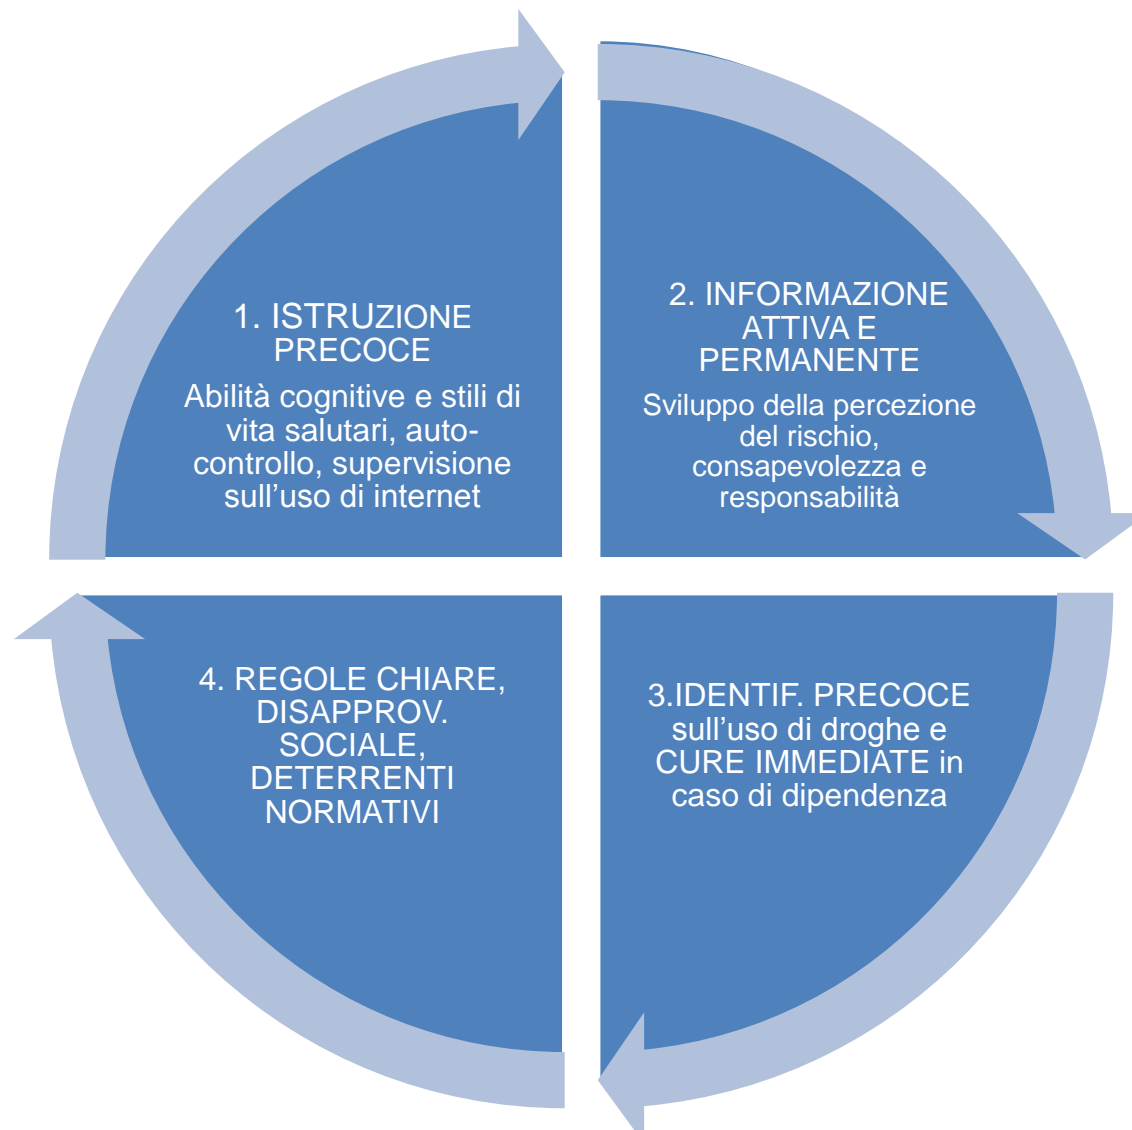 1. ISTRUZIONE
PRECOCE
Abilità cognitive e stili di
vita salutari, auto-
controllo, supervisione
sull’uso di internet
2. INFORMAZIONE
ATTIVA E
PERMANENTE
Sviluppo della percezione
del rischio,
consapevolezza e
responsabilità
3.IDENTIF. PRECOCE
sull’uso di droghe e
CURE IMMEDIATE in
caso di dipendenza
4. REGOLE CHIARE,
DISAPPROV.
SOCIALE,
DETERRENTI
NORMATIVI